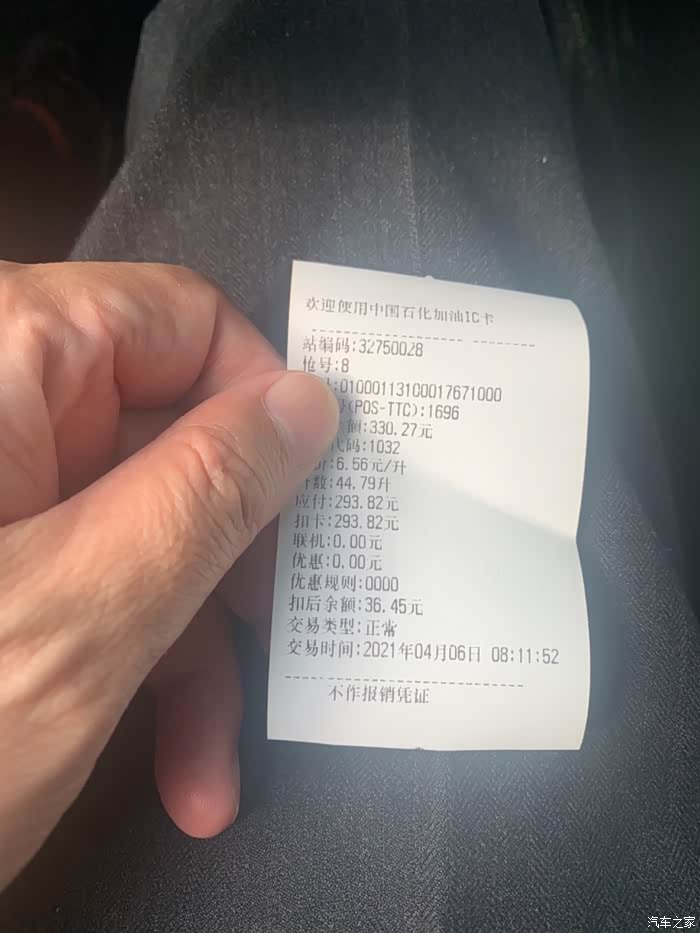 欢迎使用中国石化加油IC卡
站编码:32750028
枪号:8
:01000113100017671000
号(POS-TTC):1696
额:330.27元
代码:1032
价:6.56元/升
升数:44.79升
应付:293.82元
扣卡:293.82元
联机:0.00元
优惠:0.00元
优惠规则:0000
扣后余额:36.45元
交易类型:正常
交易时间:2021年04月06日 08:11:52
不作报销凭证
汽车之家